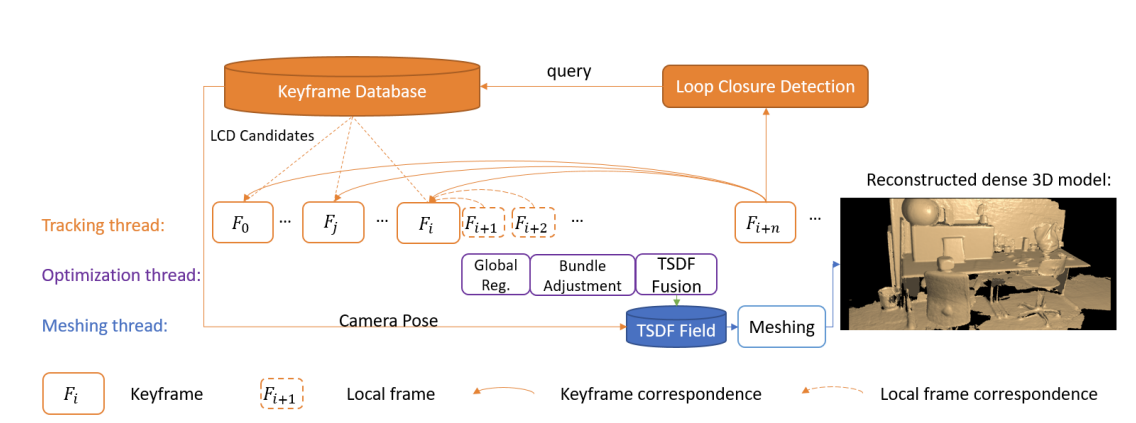 query
Keyframe Database
Loop Closure Detection
LCD Candidates
Reconstructed dense 3D model:
Tracking thread:
F_0 ... F_j ... F_i F_{i+1} F_{i+2} ... F_{i+n} ...
Optimization thread:
Global
Reg.
Bundle
Adjustment
TSDF
Fusion
Meshing thread:
Camera Pose
TSDF Field
Meshing
F_i Keyframe F_{i+1} Local frame Keyframe correspondence Local frame correspondence